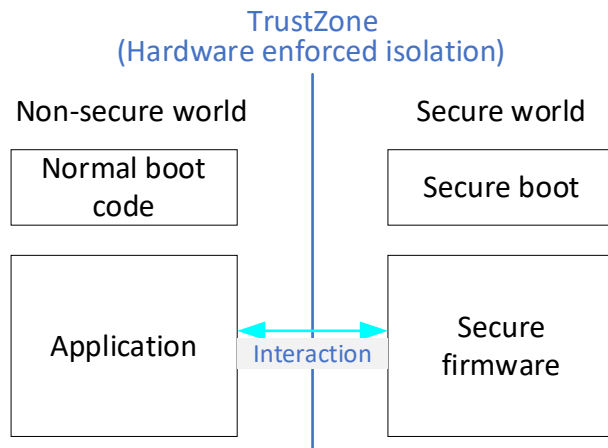 TrustZone
(Hardware enforced isolation)
Non-secure world
Secure world
Normal boot
code
Secure boot
Application
Interaction
Secure
firmware